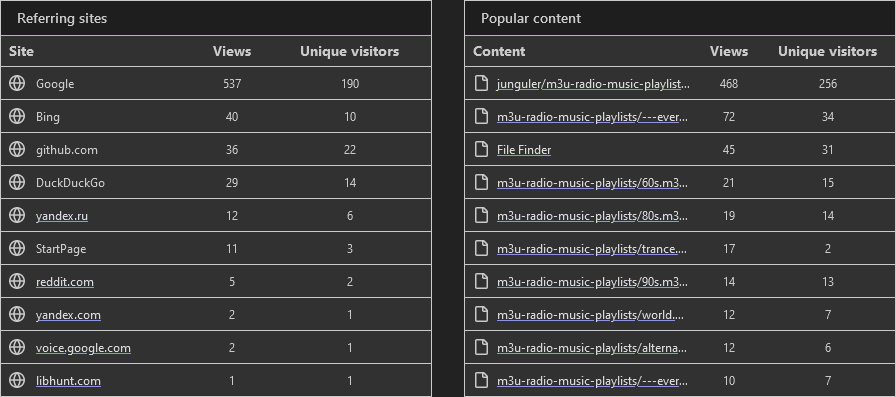 Referring sites
Site Views Unique visitors
Google 537 190
Bing 40 10
github.com 36 22
DuckDuckGo 29 14
yandex.ru 12 6
StartPage 11 3
reddit.com 5 2
yandex.com 2 1
voice.google.com 2 1
libhunt.com 1 1
Popular content
Content Views Unique visitors
junguler/m3u-radio-music-playlist... 468 256
m3u-radio-music-playlists/---ever... 72 34
File Finder 45 31
m3u-radio-music-playlists/60s.m3... 21 15
m3u-radio-music-playlists/80s.m3... 19 14
m3u-radio-music-playlists/trance.... 17 2
m3u-radio-music-playlists/90s.m3... 14 13
m3u-radio-music-playlists/world.... 12 7
m3u-radio-music-playlists/alterna... 12 6
m3u-radio-music-playlists/---ever... 10 7